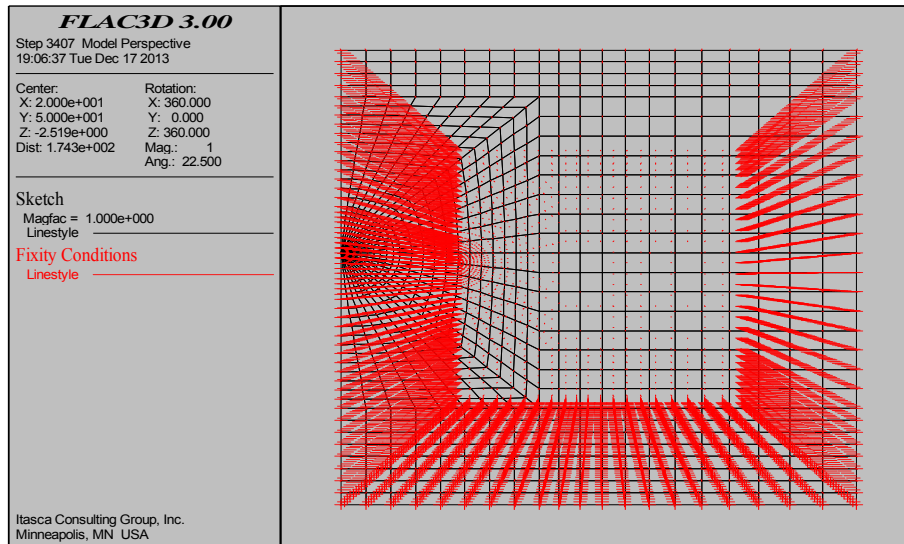 FLAC3D 3.00
Step 3407 Model Perspective
19:06:37 Tue Dec 17 2013
Center: Rotation:
X: 2.000e+001 X: 360.000
Y: 5.000e+001 Y: 0.000
Z: -2.519e+000 Z: 360.000
Dist: 1.743e+002 Mag.: 1
Ang.: 22.500
Sketch
Magfac = 1.000e+000
Linestyle
Fixity Conditions
Linestyle
Itasca Consulting Group, Inc.
Minneapolis, MN USA